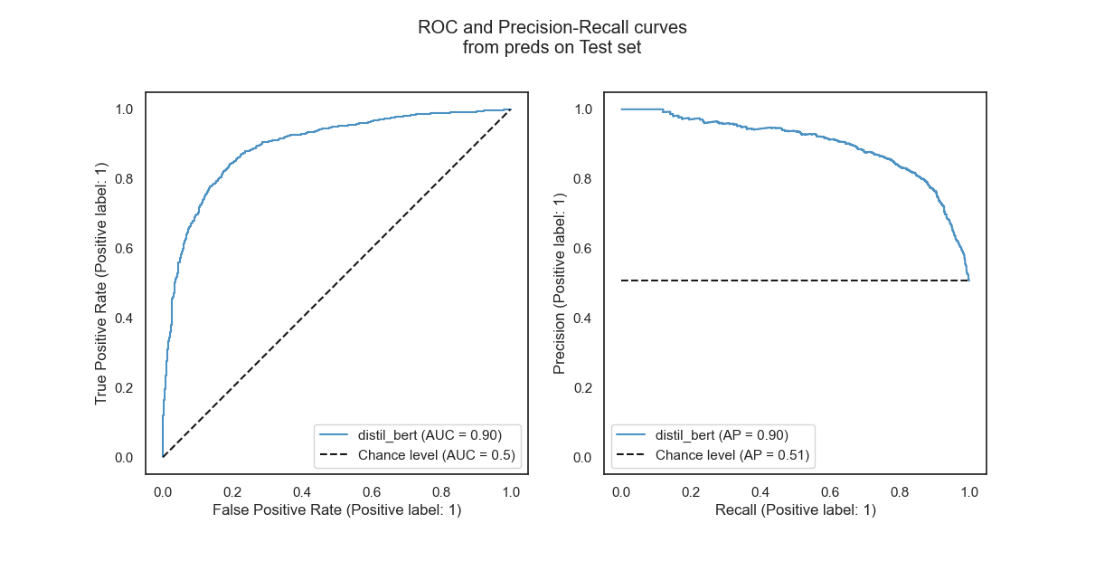 ROC and Precision-Recall curves
from preds on Test set
True Positive Rate (Positive label: 1)
1.0
0.8
0.6
0.4
0.2
0.0
distil_bert (AUC = 0.90)
Chance level (AUC = 0.5)
0.0 0.2 0.4 0.6 0.8 1.0
False Positive Rate (Positive label: 1)
Precision (Positive label: 1)
1.0
0.8
0.6
0.4
0.2
0.0
distil_bert (AP = 0.90)
Chance level (AP = 0.51)
0.0 0.2 0.4 0.6 0.8 1.0
Recall (Positive label: 1)